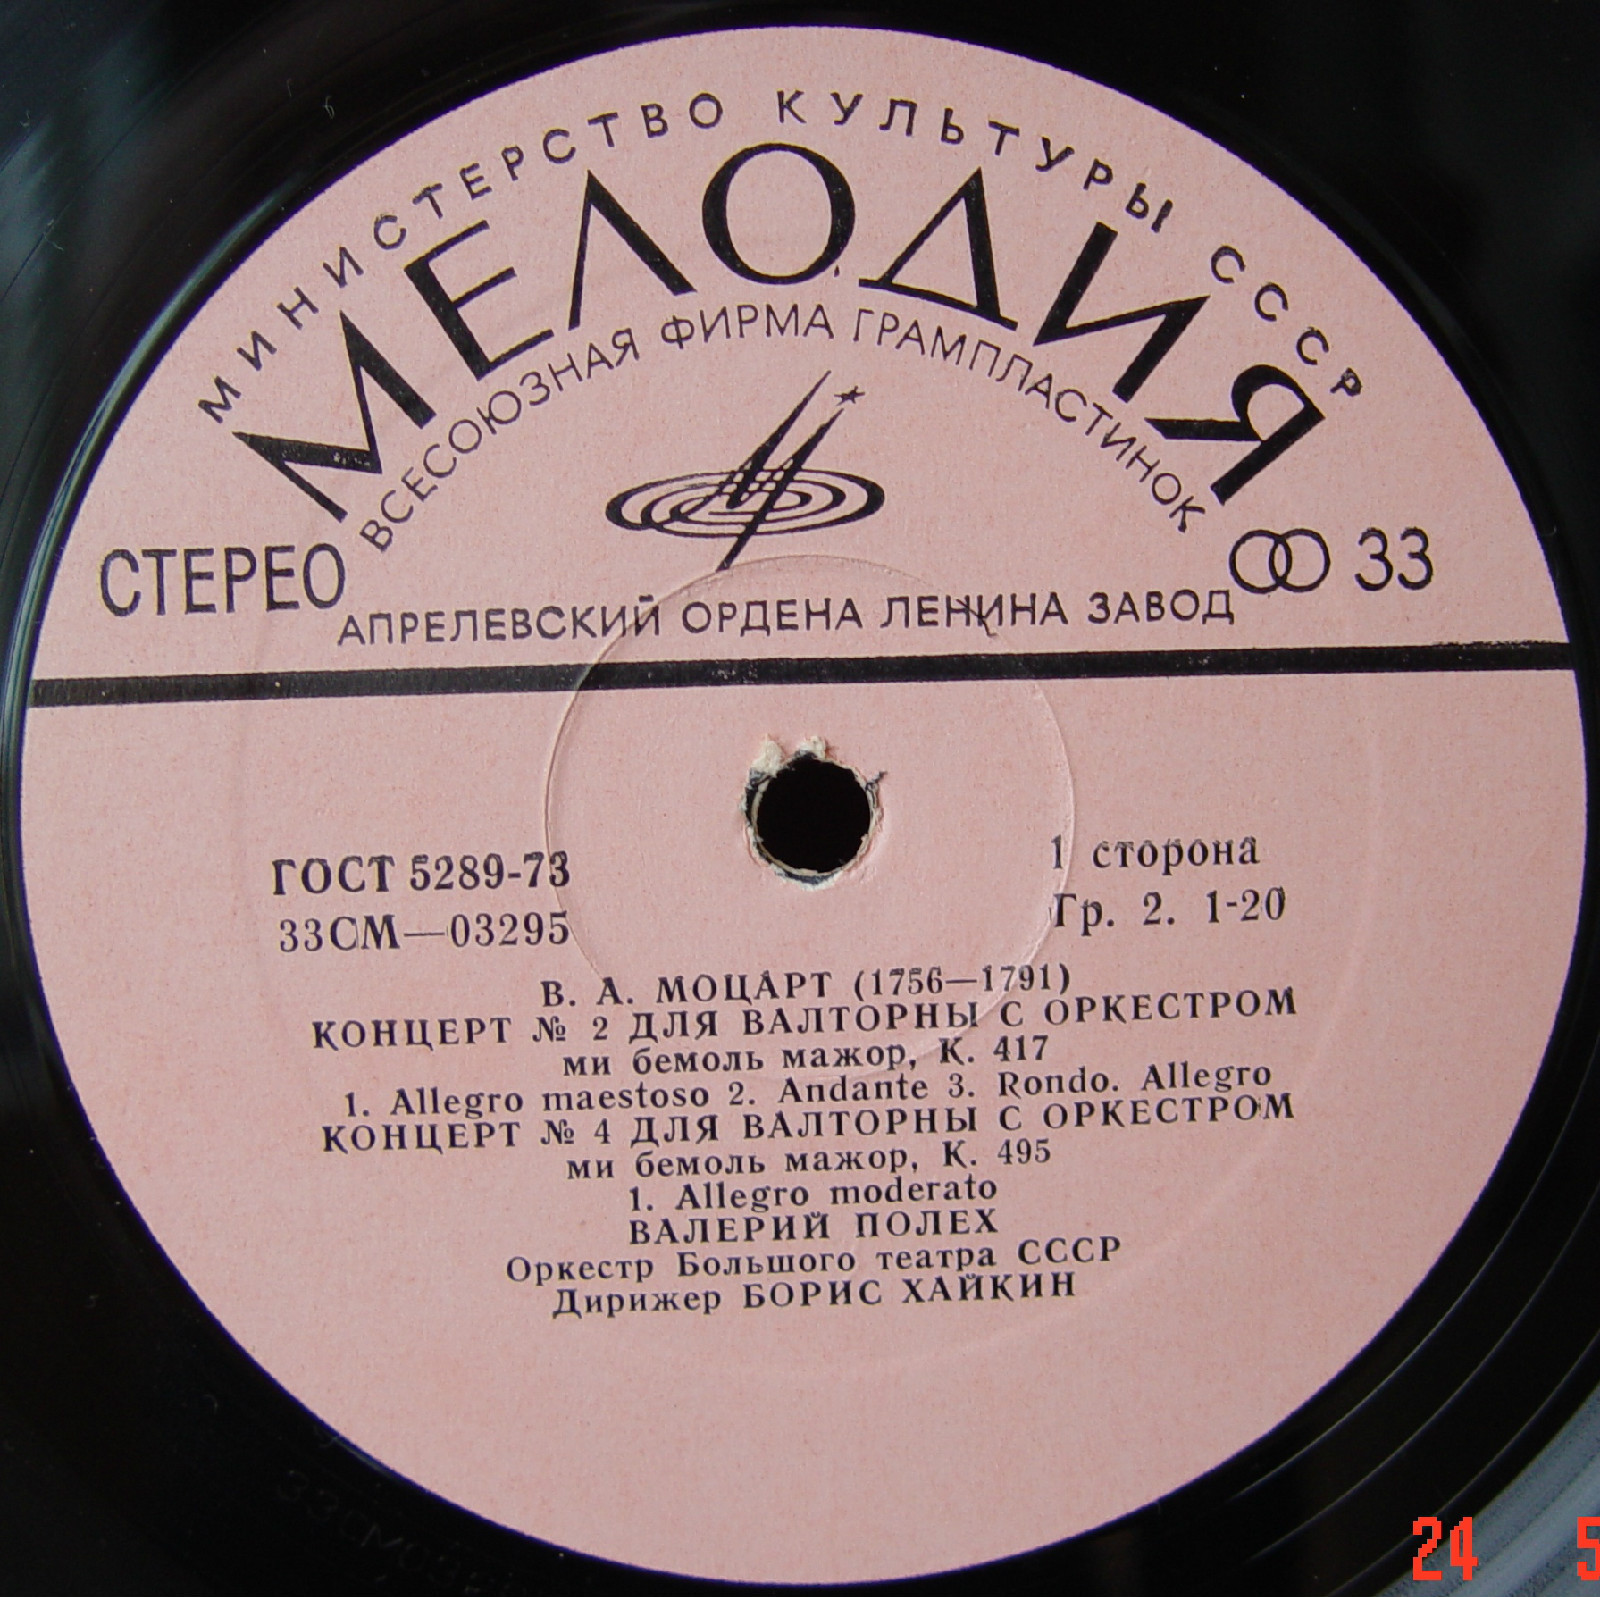 МИНИСТЕРСТВО КУЛЬТУРЫ СССР
МЕЛОДИЯ
ВСЕСОЮЗНАЯ ФИРМА ГРАМПЛАСТИНОК
СТЕРЕО
33
АПРЕЛЕВСКИЙ ОРДЕНА ЛЕНИНА ЗАВОД
ГОСТ 5289-73
1 сторона
33СМ—03295
Гр. 2. 1-20
В. А. МОЦАРТ (1756—1791)
КОНЦЕРТ № 2 ДЛЯ ВАЛТОРНЫ С ОРКЕСТРОМ
ми бемоль мажор, К. 417
1. Allegro maestoso 2. Andante 3. Rondo. Allegro
КОНЦЕРТ № 4 ДЛЯ ВАЛТОРНЫ С ОРКЕСТРОМ
ми бемоль мажор, К. 495
1. Allegro moderato
ВАЛЕРИЙ ПОЛЕХ
Оркестр Большого театра СССР
Дирижер БОРИС ХАЙКИН
24 5